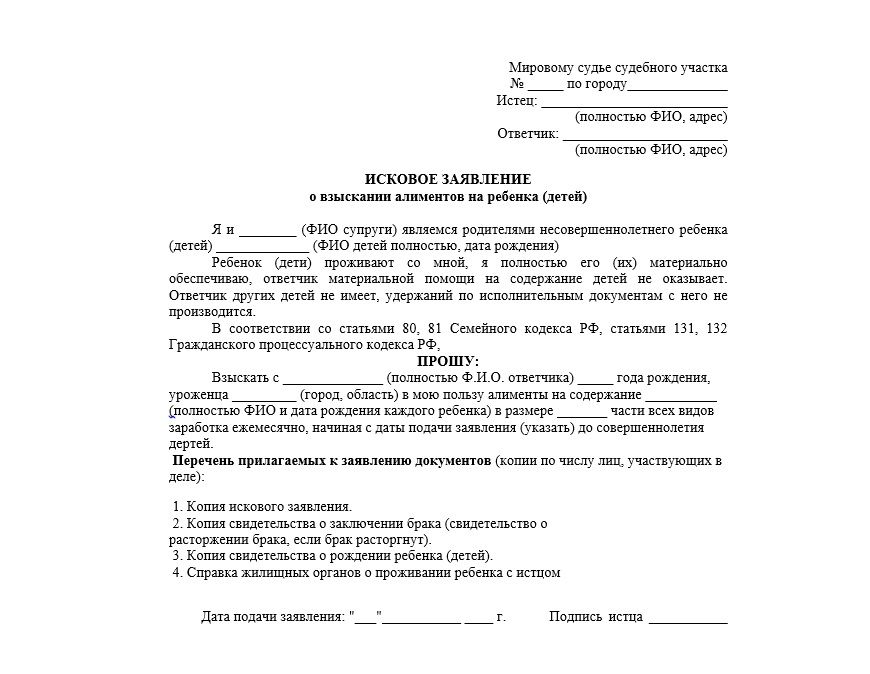 Мировому судье судебного участка
№ _____ по городу______________
Истец: __________________________
(полностью ФИО, адрес)
Ответчик: _______________________
(полностью ФИО, адрес)
ИСКОВОЕ ЗАЯВЛЕНИЕ
о взыскании алиментов на ребенка (детей)
Я и ________ (ФИО супруги) являемся родителями несовершеннолетнего ребенка
(детей) _____________ (ФИО детей полностью, дата рождения)
Ребенок (дети) проживают со мной, я полностью его (их) материально
обеспечиваю, ответчик материальной помощи на содержание детей не оказывает.
Ответчик других детей не имеет, удержаний по исполнительным документам с него не
производится.
В соответствии со статьями 80, 81 Семейного кодекса РФ, статьями 131, 132
Гражданского процессуального кодекса РФ,
ПРОШУ:
Взыскать с ______________ (полностью Ф.И.О. ответчика) _____ года рождения,
уроженца _________ (город, область) в мою пользу алименты на содержание __________
(полностью ФИО и дата рождения каждого ребенка) в размере _______ части всех видов
заработка ежемесячно, начиная с даты подачи заявления (указать) до совершеннолетия
дертей.
Перечень прилагаемых к заявлению документов (копии по числу лиц, участвующих в
деле):
1. Копия искового заявления.
2. Копия свидетельства о заключении брака (свидетельство о
расторжении брака, если брак расторгнут).
3. Копия свидетельства о рождении ребенка (детей).
4. Справка жилищных органов о проживании ребенка с истцом
Дата подачи заявления: "___"___________ ____ г. Подпись истца ___________